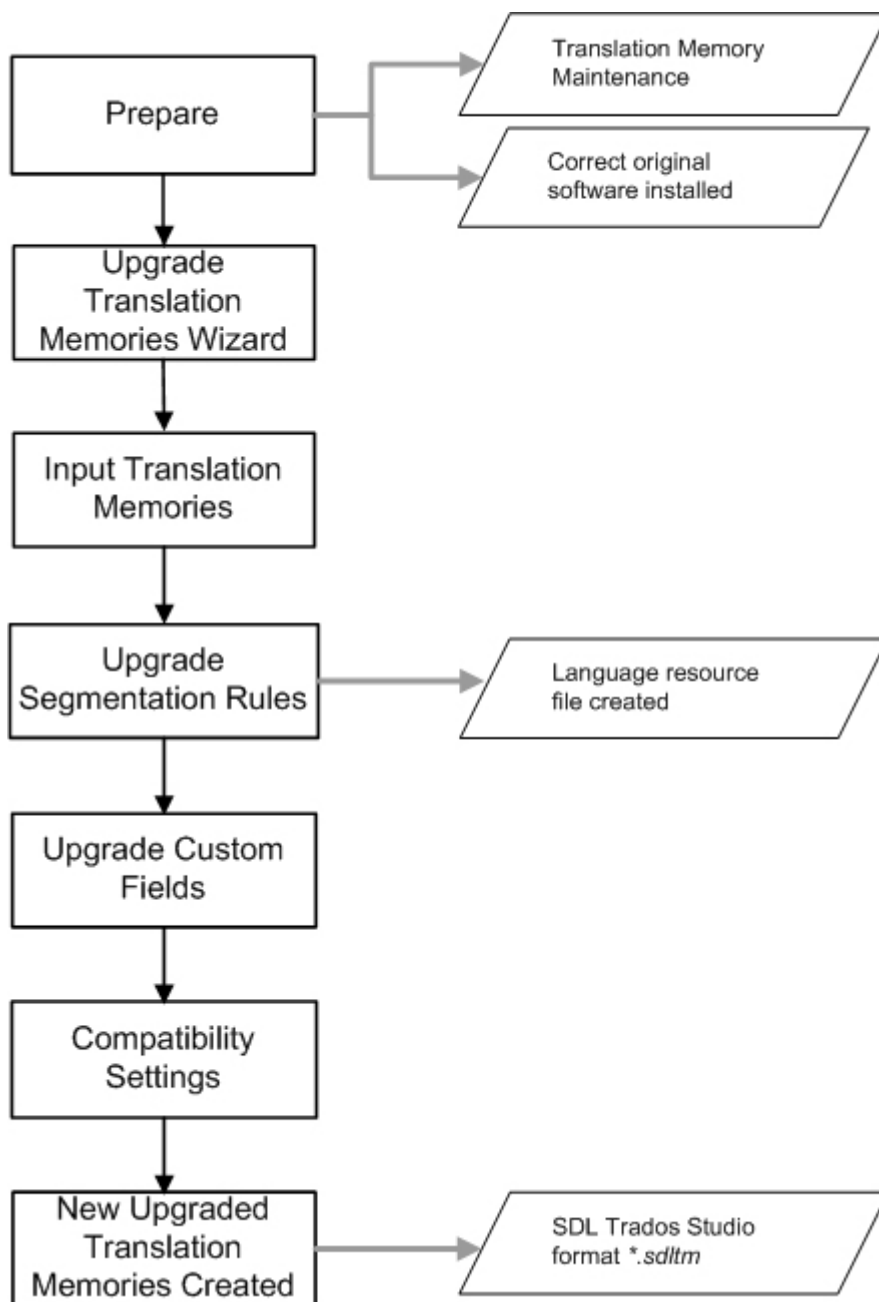 Prepare
Translation Memory
Maintenance
Correct original
software installed
Upgrade
Translation
Memories Wizard
Input Translation
Memories
Upgrade
Segmentation Rules
Language resource
file created
Upgrade Custom
Fields
Compatibility
Settings
New Upgraded
Translation
Memories Created
SDL Trados Studio
format *.sdltm